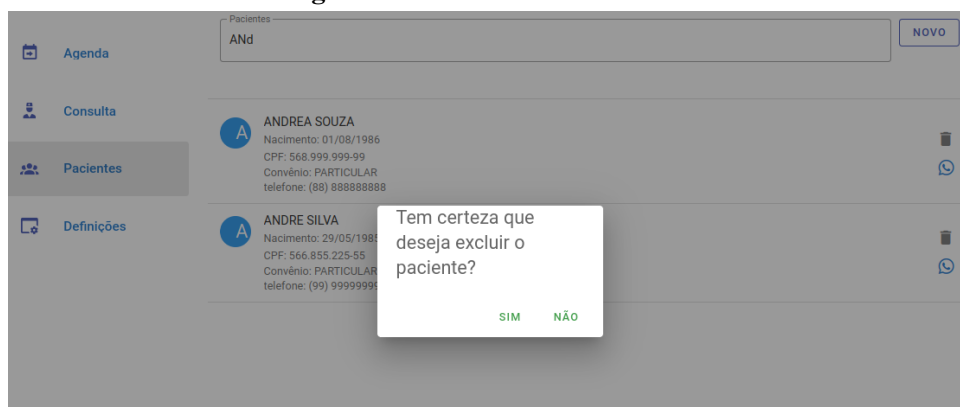 Pacientes
ANd
NOVO
Agenda
Consulta
Pacientes
Definições
A
ANDREA SOUZA
Nacimento: 01/08/1986
CPF: 568.999.999-99
Convênio: PARTICULAR
telefone: (88) 888888888
A
ANDRE SILVA
Nacimento: 29/05/1985
CPF: 566.855.225-55
Convênio: PARTICULAR
telefone: (99) 99999999
Tem certeza que
deseja excluir o
paciente?
SIM NÃO